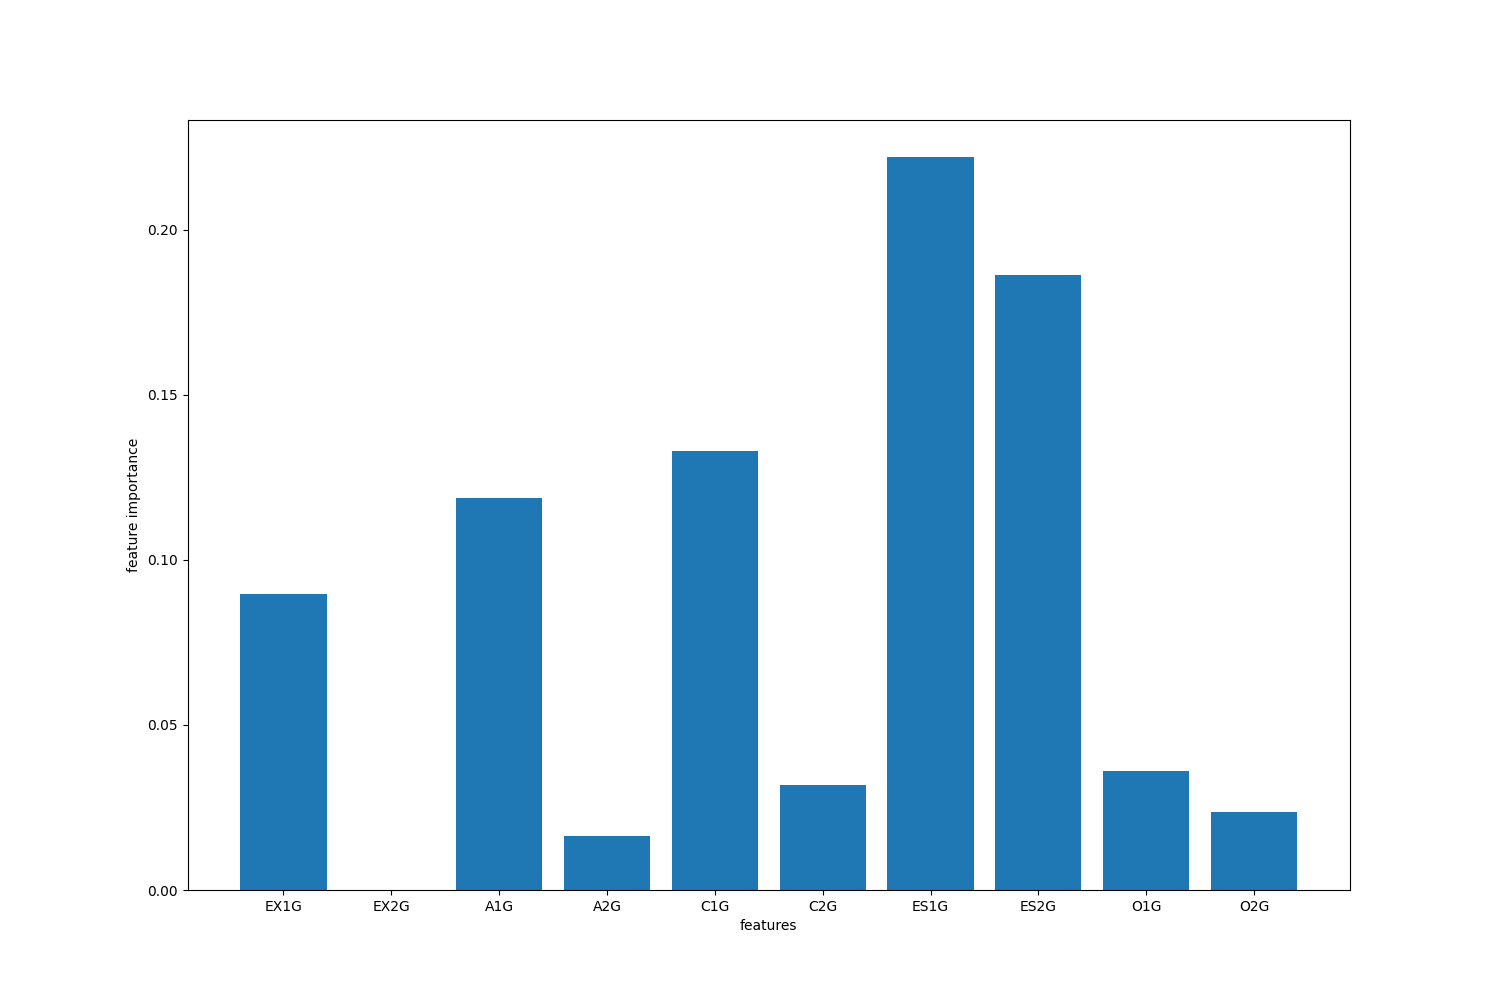 feature importance
0.20
0.15
0.10
0.05
0.00
EX1G EX2G A1G A2G C1G C2G ES1G ES2G O1G O2G
features